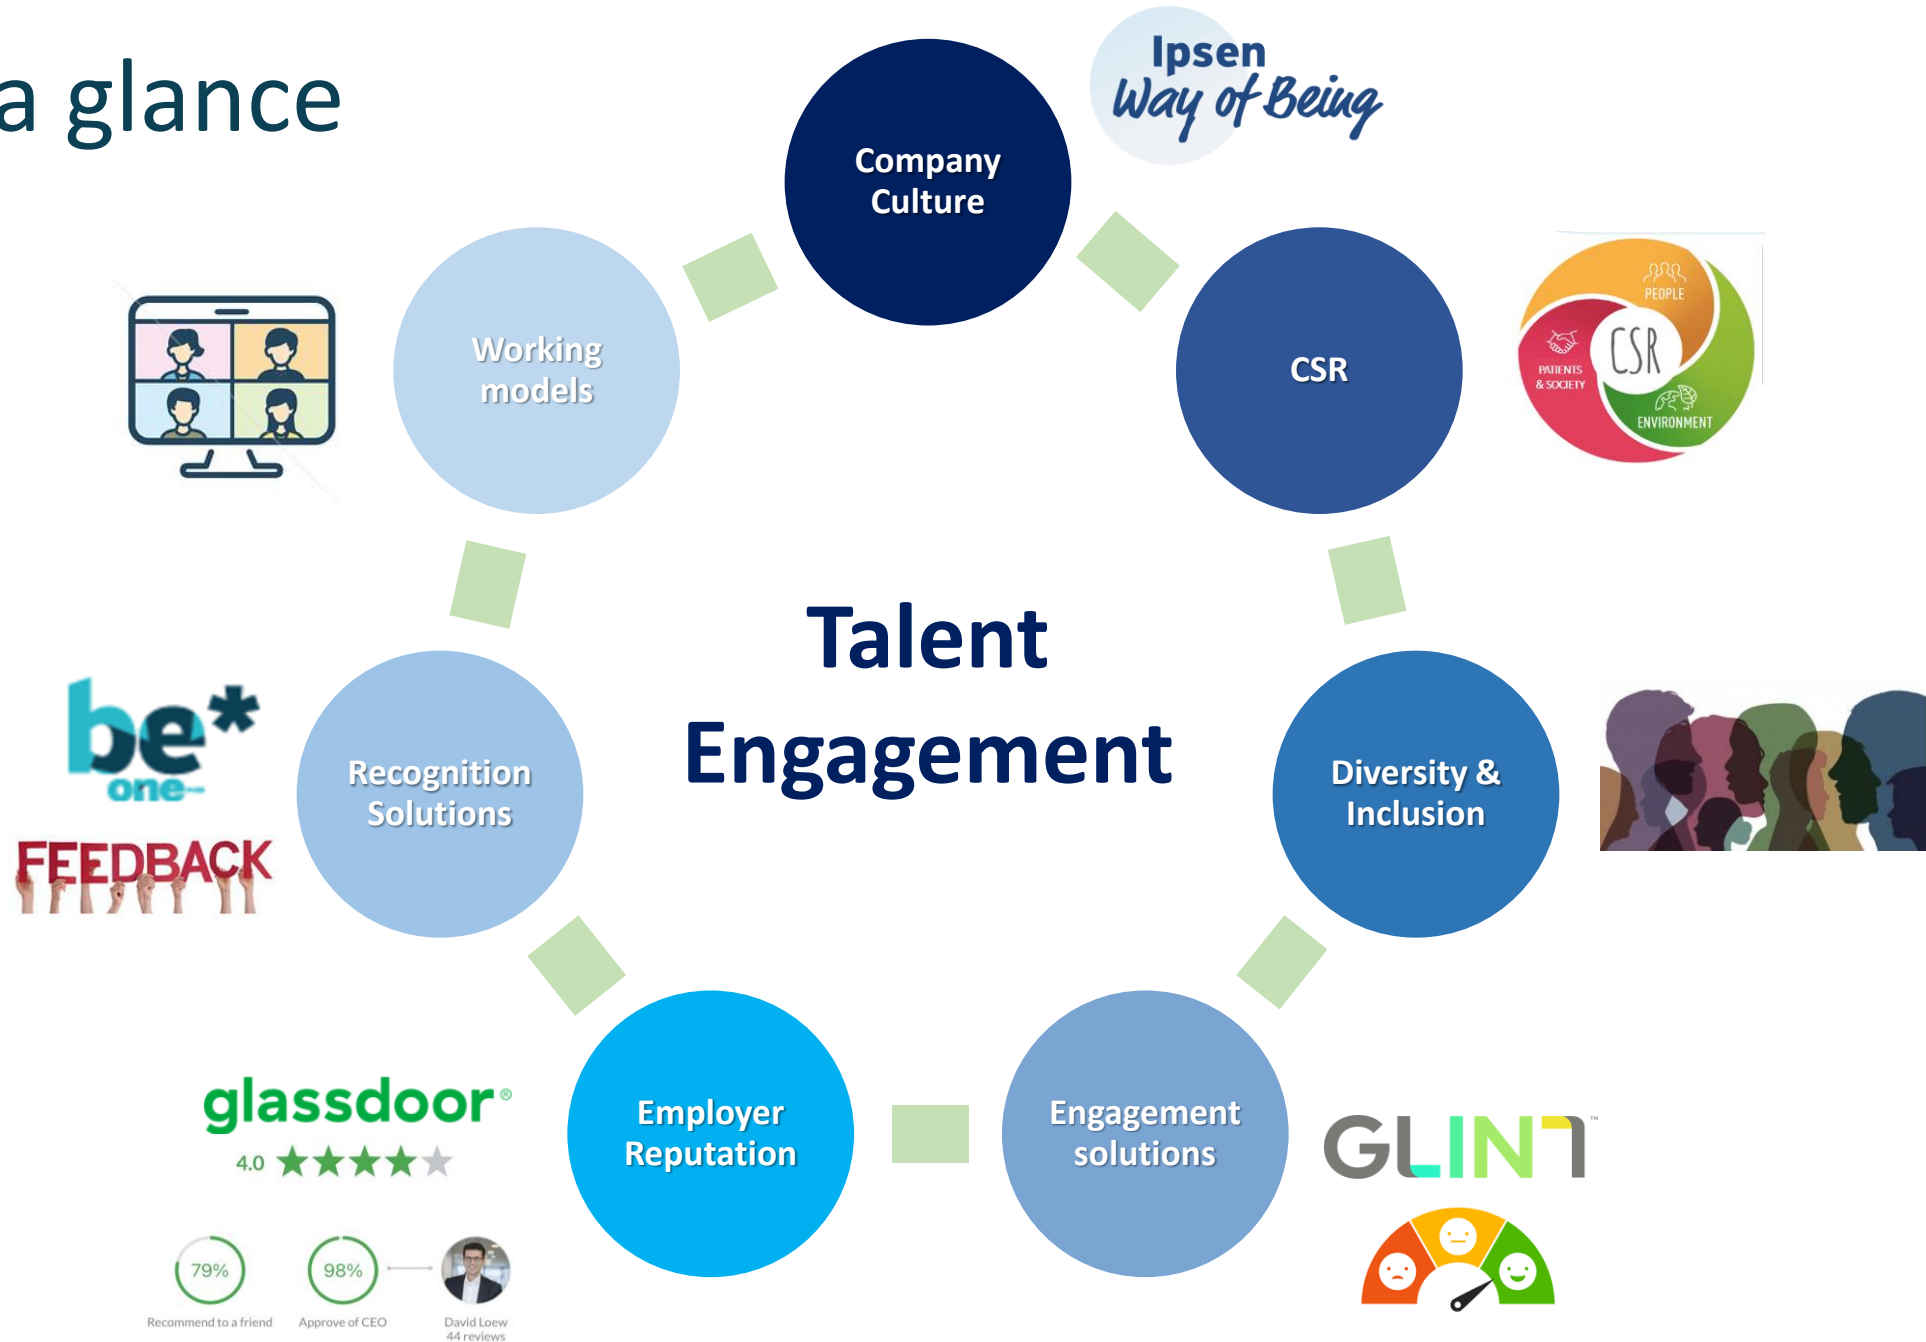 a glance
Ipsen
Way of Being
Company
Culture
Working
models
CSR
PEOPLE
CSR
PATIENTS
& SOCIETY
ENVIRONMENT
Talent
Engagement
be*
one
FEEDBACK
Recognition
Solutions
Diversity &
Inclusion
glassdoor®
4.0
Employer
Reputation
Engagement
solutions
GLINT™
79%
98%
Recommend to a friend
Approve of CEO
David Loew
44 reviews